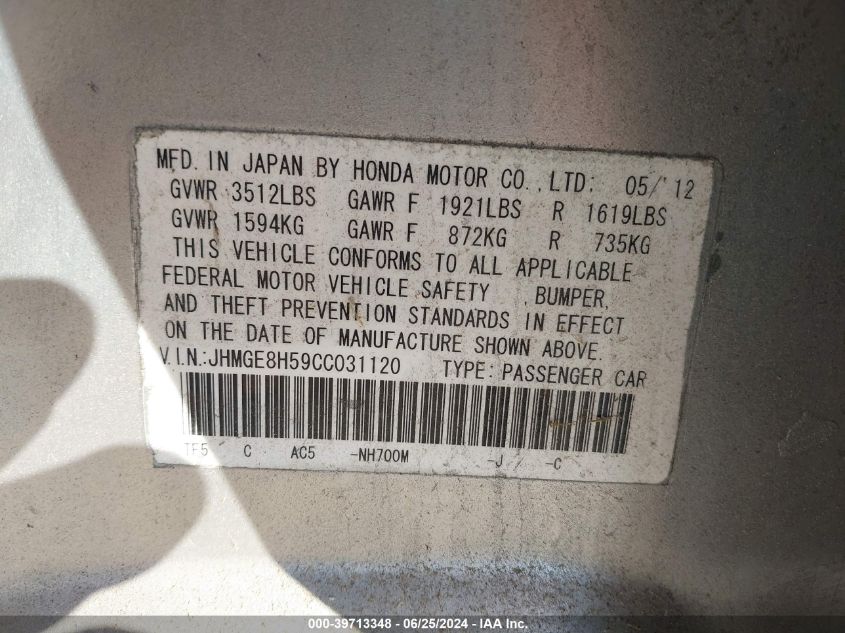 MFD. IN JAPAN BY HONDA MOTOR CO.,LTD: 05/ 12
GVWR 3512LBS GAWR F 1921LBS R 1619LBS
GVWR 1594KG GAWR F 872KG R 735KG
THIS VEHICLE CONFORMS TO ALL APPLICABLE
FEDERAL MOTOR VEHICLE SAFETY ,BUMPER,
AND THEFT PREVENTION STANDARDS IN EFFECT
ON THE DATE OF MANUFACTURE SHOWN ABOVE.
V.I.N.:JHMGE8H59CC031120 TYPE:PASSENGER CAR
TF5 C AC5 -NH700M -J -C
000-39713348 - 06/25/2024 - IAAI.com